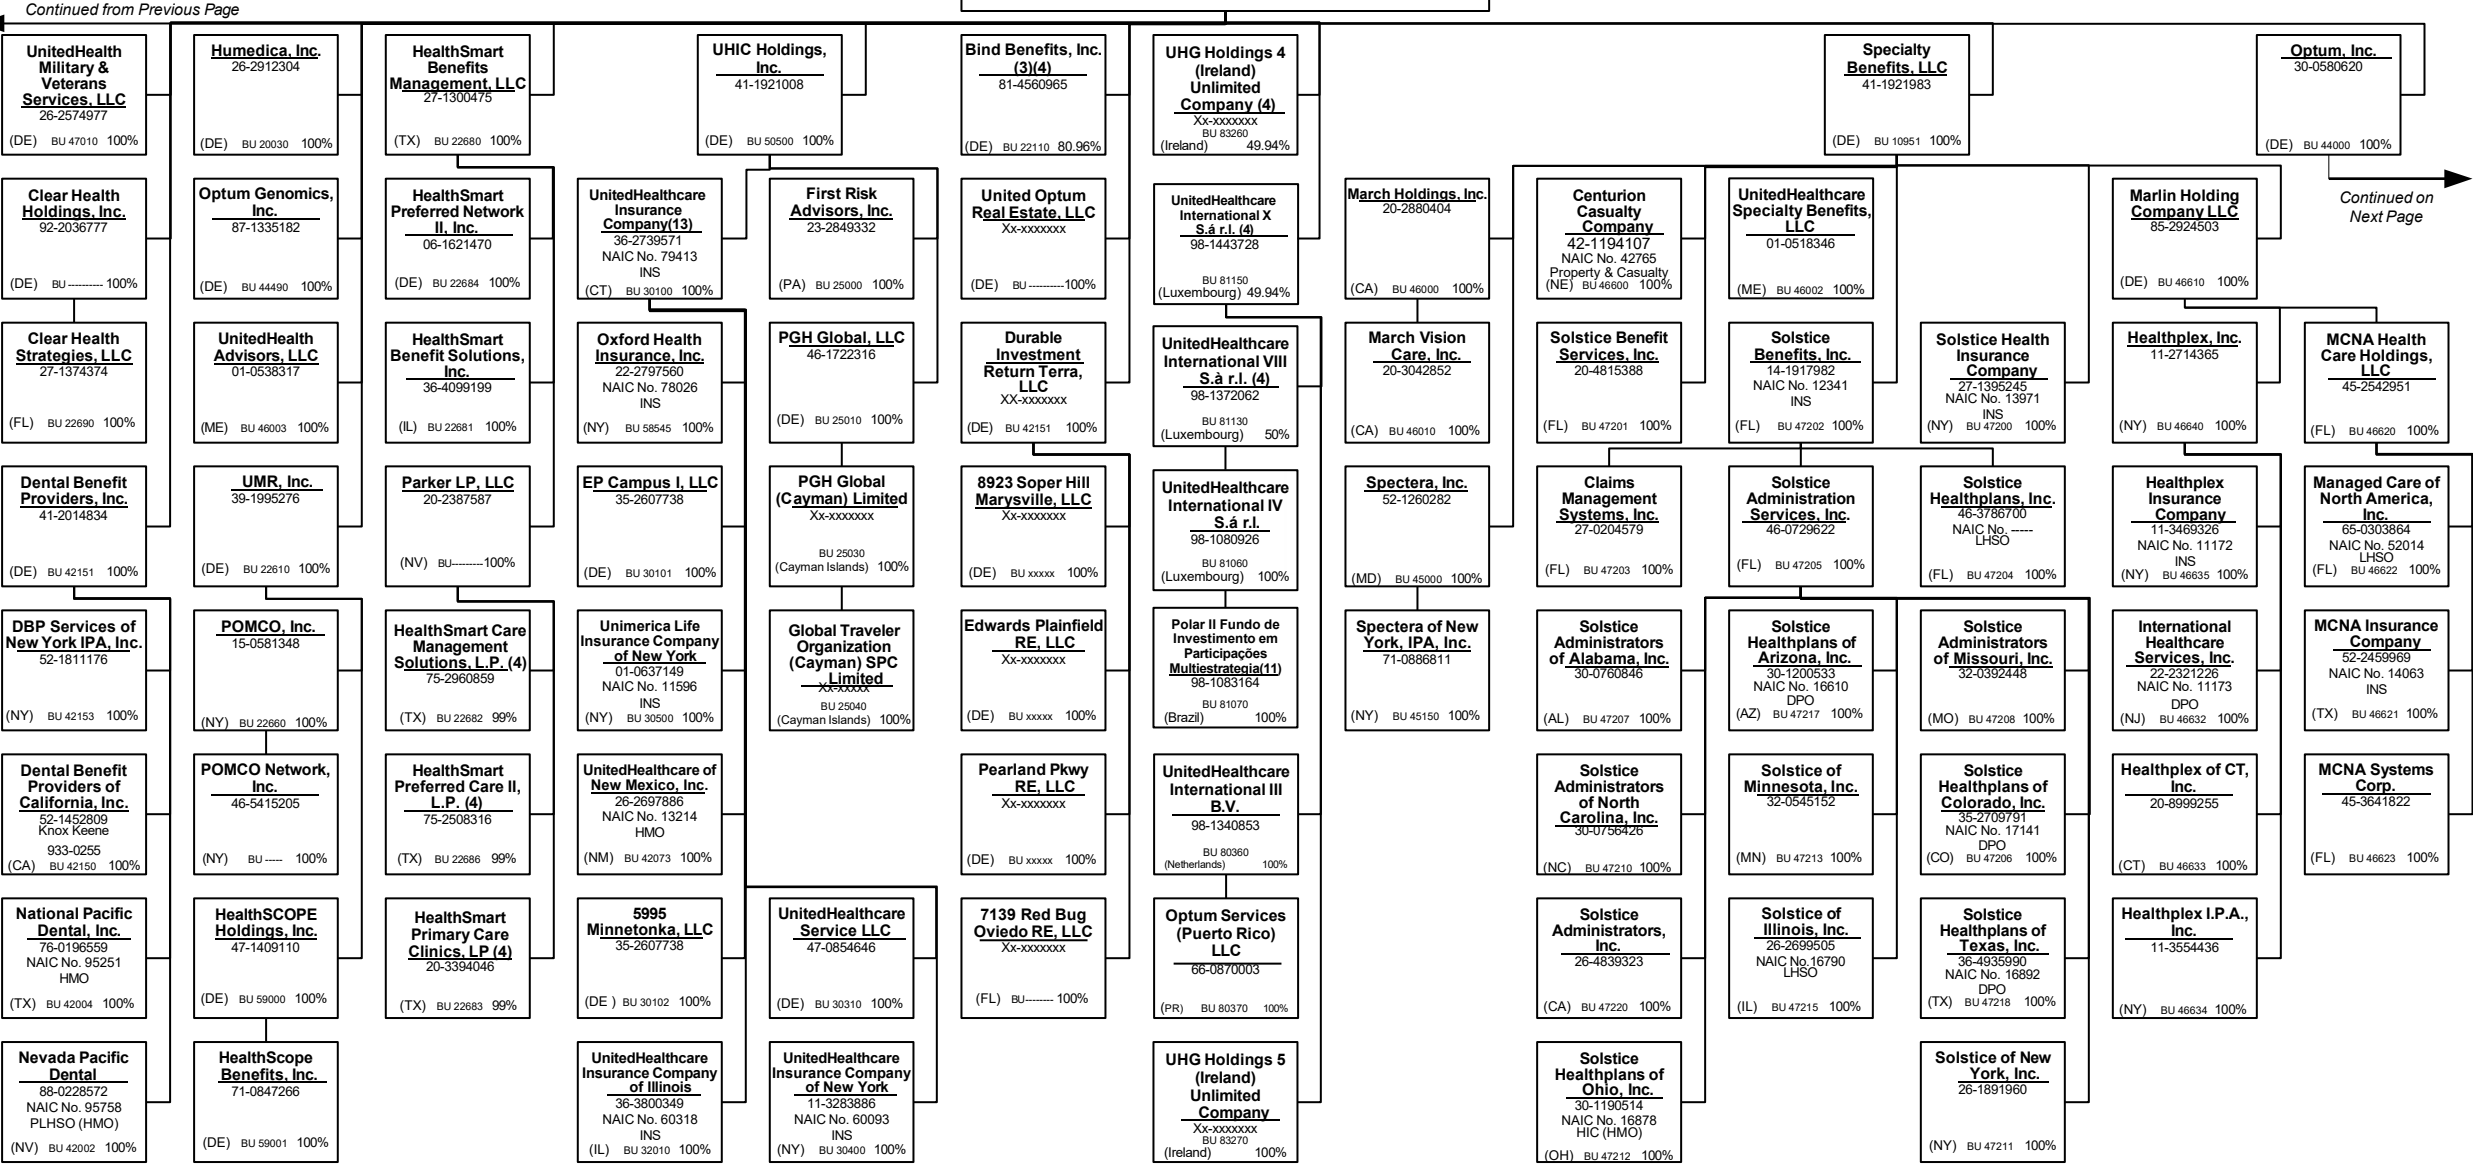 Continued from Previous Page
UnitedHealth
Military &
Veterans
Services, LLC
26-2574977
(DE) BU 47010 100%
Humedica, Inc.
26-2912304
(DE) BU 20030 100%
HealthSmart
Benefits
Management, LLC
27-1300475
(TX) BU 22680 100%
UHIC Holdings,
Inc.
41-1921008
(DE) BU 50500 100%
Bind Benefits, Inc.
(3)(4)
81-4560965
(DE) BU 22110 80.96%
UHG Holdings 4
(Ireland)
Unlimited
Company (4)
Xx-xxxxxxx
BU 83260
(Ireland) 49.94%
Specialty
Benefits, LLC
41-1921983
(DE) BU 10951 100%
Optum, Inc.
30-0580620
(DE) BU 44000 100%
Continued on
Next Page
Clear Health
Holdings, Inc.
92-2036777
(DE) BU ---------- 100%
Optum Genomics,
Inc.
87-1335182
(DE) BU 44490 100%
HealthSmart
Preferred Network
II, Inc.
06-1621470
(DE) BU 22684 100%
UnitedHealthcare
Insurance
Company(13)
36-2739571
NAIC No. 79413
INS
(CT) BU 30100 100%
First Risk
Advisors, Inc.
23-2849332
(PA) BU 25000 100%
United Optum
Real Estate, LLC
Xx-xxxxxxx
(DE) BU ----------100%
UnitedHealthcare
International X
S.á r.l. (4)
98-1443728
BU 81150
(Luxembourg) 49.94%
March Holdings, Inc.
20-2880404
(CA) BU 46000 100%
Centurion
Casualty
Company
42-1194107
NAIC No. 42765
Property & Casualty
(NE) BU 46600 100%
UnitedHealthcare
Specialty Benefits,
LLC
01-0518346
(ME) BU 46002 100%
Marlin Holding
Company LLC
85-2924503
(DE) BU 46610 100%
Clear Health
Strategies, LLC
27-1374374
(FL) BU 22690 100%
UnitedHealth
Advisors, LLC
01-0538317
(ME) BU 46003 100%
HealthSmart
Benefit Solutions,
Inc.
36-4099199
(IL) BU 22681 100%
Oxford Health
Insurance, Inc.
22-2797560
NAIC No. 78026
INS
(NY) BU 58545 100%
PGH Global, LLC
46-1722316
(DE) BU 25010 100%
Durable
Investment
Return Terra,
LLC
XX-xxxxxxx
(DE) BU 42151 100%
UnitedHealthcare
International VIII
S.à r.l. (4)
98-1372062
BU 81130
(Luxembourg) 50%
March Vision
Care, Inc.
20-3042852
(CA) BU 46010 100%
Solstice Benefit
Services, Inc.
20-4815388
(FL) BU 47201 100%
Solstice
Benefits, Inc.
14-1917982
NAIC No. 12341
INS
(FL) BU 47202 100%
Solstice Health
Insurance
Company
27-1395245
NAIC No. 13971
INS
(NY) BU 47200 100%
Healthplex, Inc.
11-2714365
(NY) BU 46640 100%
MCNA Health
Care Holdings,
LLC
45-2542951
(FL) BU 46620 100%
Dental Benefit
Providers, Inc.
41-2014834
(DE) BU 42151 100%
UMR, Inc.
39-1995276
(DE) BU 22610 100%
Parker LP, LLC
20-2387587
(NV) BU---------100%
EP Campus I, LLC
35-2607738
(DE) BU 30101 100%
PGH Global
(Cayman) Limited
Xx-xxxxxxx
BU 25030
(Cayman Islands) 100%
8923 Soper Hill
Marysville, LLC
Xx-xxxxxxx
(DE) BU xxxxx 100%
UnitedHealthcare
International IV
S.á r.l.
98-1080926
BU 81060
(Luxembourg) 100%
Spectera, Inc.
52-1260282
(MD) BU 45000 100%
Claims
Management
Systems, Inc.
27-0204579
(FL) BU 47203 100%
Solstice
Administration
Services, Inc.
46-0729622
(FL) BU 47205 100%
Solstice
Healthplans, Inc.
46-3786700
NAIC No. -----
LHSO
(FL) BU 47204 100%
Healthplex
Insurance
Company
11-3469326
NAIC No. 11172
INS
(NY) BU 46635 100%
Managed Care of
North America,
Inc.
65-0303864
NAIC No. 52014
LHSO
(FL) BU 46622 100%
DBP Services of
New York IPA, Inc.
52-1811176
(NY) BU 42153 100%
POMCO, Inc.
15-0581348
(NY) BU 22660 100%
HealthSmart Care
Management
Solutions, L.P. (4)
75-2960859
(TX) BU 22682 99%
Unimerica Life
Insurance Company
of New York
01-0637149
NAIC No. 11596
INS
(NY) BU 30500 100%
Global Traveler
Organization
(Cayman) SPC
Limited
Xx-xxxxx
BU 25040
(Cayman Islands) 100%
Edwards Plainfield
RE, LLC
Xx-xxxxxxx
(DE) BU xxxxx 100%
Polar II Fundo de
Investimento em
Participações
Multiestrategia(11)
98-1083164
BU 81070
(Brazil) 100%
Spectera of New
York, IPA, Inc.
71-0886811
(NY) BU 45150 100%
Solstice
Administrators
of Alabama, Inc.
30-0760846
(AL) BU 47207 100%
Solstice
Healthplans of
Arizona, Inc.
30-1200533
NAIC No. 16610
DPO
(AZ) BU 47217 100%
Solstice
Administrators
of Missouri, Inc.
32-0392448
(MO) BU 47208 100%
International
Healthcare
Services, Inc.
22-2321226
NAIC No. 11173
DPO
(NJ) BU 46632 100%
MCNA Insurance
Company
52-2459969
NAIC No. 14063
INS
(TX) BU 46621 100%
Dental Benefit
Providers of
California, Inc.
52-1452809
Knox Keene
933-0255
(CA) BU 42150 100%
POMCO Network,
Inc.
46-5415205
(NY) BU ----- 100%
HealthSmart
Preferred Care II,
L.P. (4)
75-2508316
(TX) BU 22686 99%
UnitedHealthcare of
New Mexico, Inc.
26-2697886
NAIC No. 13214
HMO
(NM) BU 42073 100%
Pearland Pkwy
RE, LLC
Xx-xxxxxxx
(DE) BU xxxxx 100%
UnitedHealthcare
International III
B.V.
98-1340853
BU 80360
(Netherlands) 100%
Solstice
Administrators
of North
Carolina, Inc.
30-0756426
(NC) BU 47210 100%
Solstice of
Minnesota, Inc.
32-0545152
(MN) BU 47213 100%
Solstice
Healthplans of
Colorado, Inc.
35-2709791
NAIC No. 17141
DPO
(CO) BU 47206 100%
Healthplex of CT,
Inc.
20-8999255
(CT) BU 46633 100%
MCNA Systems
Corp.
45-3641822
(FL) BU 46623 100%
National Pacific
Dental, Inc.
76-0196559
NAIC No. 95251
HMO
(TX) BU 42004 100%
HealthSCOPE
Holdings, Inc.
47-1409110
(DE) BU 59000 100%
HealthSmart
Primary Care
Clinics, LP (4)
20-3394046
(TX) BU 22683 99%
5995
Minnetonka, LLC
35-2607738
(DE ) BU 30102 100%
UnitedHealthcare
Service LLC
47-0854646
(DE) BU 30310 100%
7139 Red Bug
Oviedo RE, LLC
Xx-xxxxxxx
(FL) BU-------- 100%
Optum Services
(Puerto Rico)
LLC
66-0870003
(PR) BU 80370 100%
Solstice
Administrators,
Inc.
26-4839323
(CA) BU 47220 100%
Solstice of
Illinois, Inc.
26-2699505
NAIC No.16790
LHSO
(IL) BU 47215 100%
Solstice
Healthplans of
Texas, Inc.
36-4935990
NAIC No. 16892
DPO
(TX) BU 47218 100%
Healthplex I.P.A.,
Inc.
11-3554436
(NY) BU 46634 100%
Nevada Pacific
Dental
88-0228572
NAIC No. 95758
PLHSO (HMO)
(NV) BU 42002 100%
HealthScope
Benefits, Inc.
71-0847266
(DE) BU 59001 100%
UnitedHealthcare
Insurance Company
of Illinois
36-3800349
NAIC No. 60318
INS
(IL) BU 32010 100%
UnitedHealthcare
Insurance Company
of New York
11-3283886
NAIC No. 60093
INS
(NY) BU 30400 100%
UHG Holdings 5
(Ireland)
Unlimited
Company
Xx-xxxxxxx
BU 83270
(Ireland) 100%
Solstice
Healthplans of
Ohio, Inc.
30-1190514
NAIC No. 16878
HIC (HMO)
(OH) BU 47212 100%
Solstice of New
York, Inc.
26-1891960
(NY) BU 47211 100%